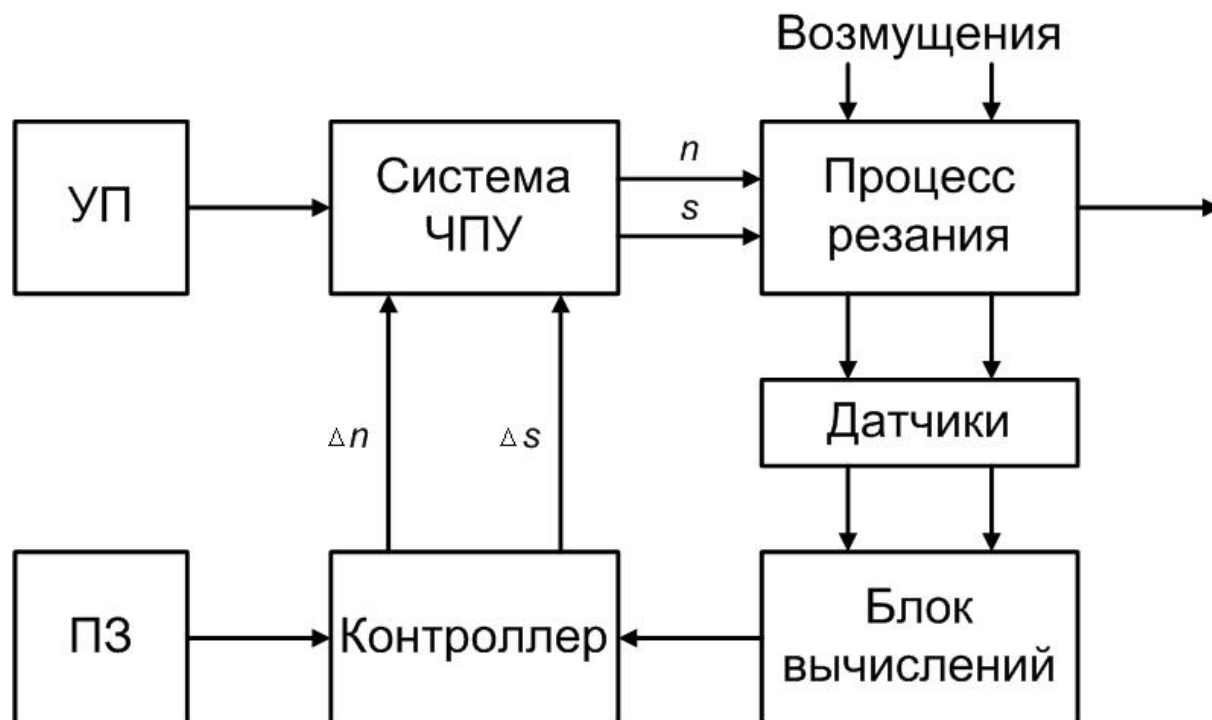 Возмущения
УП
Система
ЧПУ
n
s
Процесс
резания
Δn
Δs
Датчики
ПЗ
Контроллер
Блок
вычислений